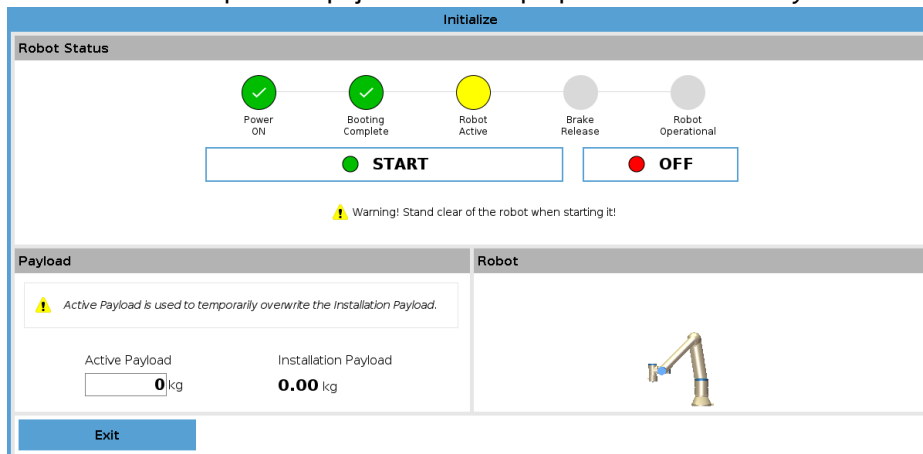 Initialize
Robot Status
Power
ON
Booting
Complete
Robot
Active
Brake
Release
Robot
Operational
START
OFF
Warning! Stand clear of the robot when starting it!
Payload
Robot
Active Payload is used to temporarily overwrite the Installation Payload.
Active Payload
Installation Payload
0 kg
0.00 kg
Exit